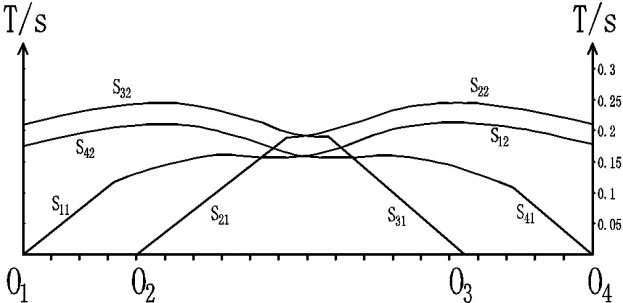 T/s T/s
0.3
S₃₂ S₂₂ 0.25
0.2
S₄₂ S₁₂
0.15
0.1
S₁₁ S₂₁ S₃₁ S₄₁
0.05
O₁ O₂ O₃ O₄